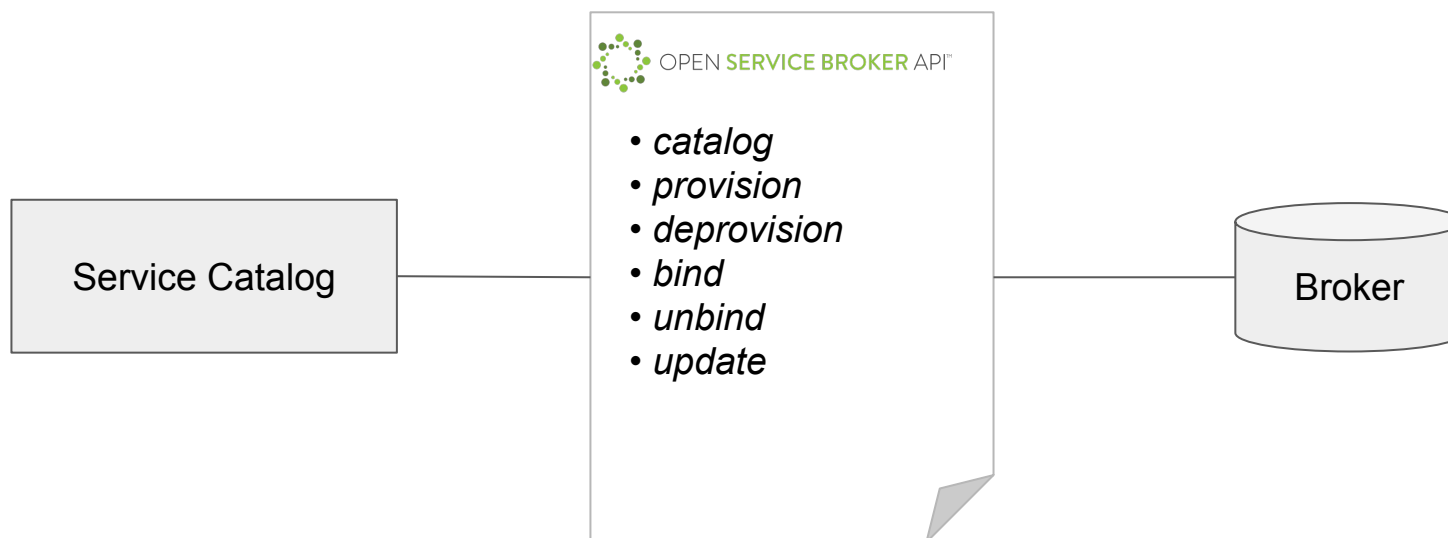 OPEN SERVICE BROKER API™
• catalog
• provision
• deprovision
• bind
• unbind
• update
Service Catalog
Broker